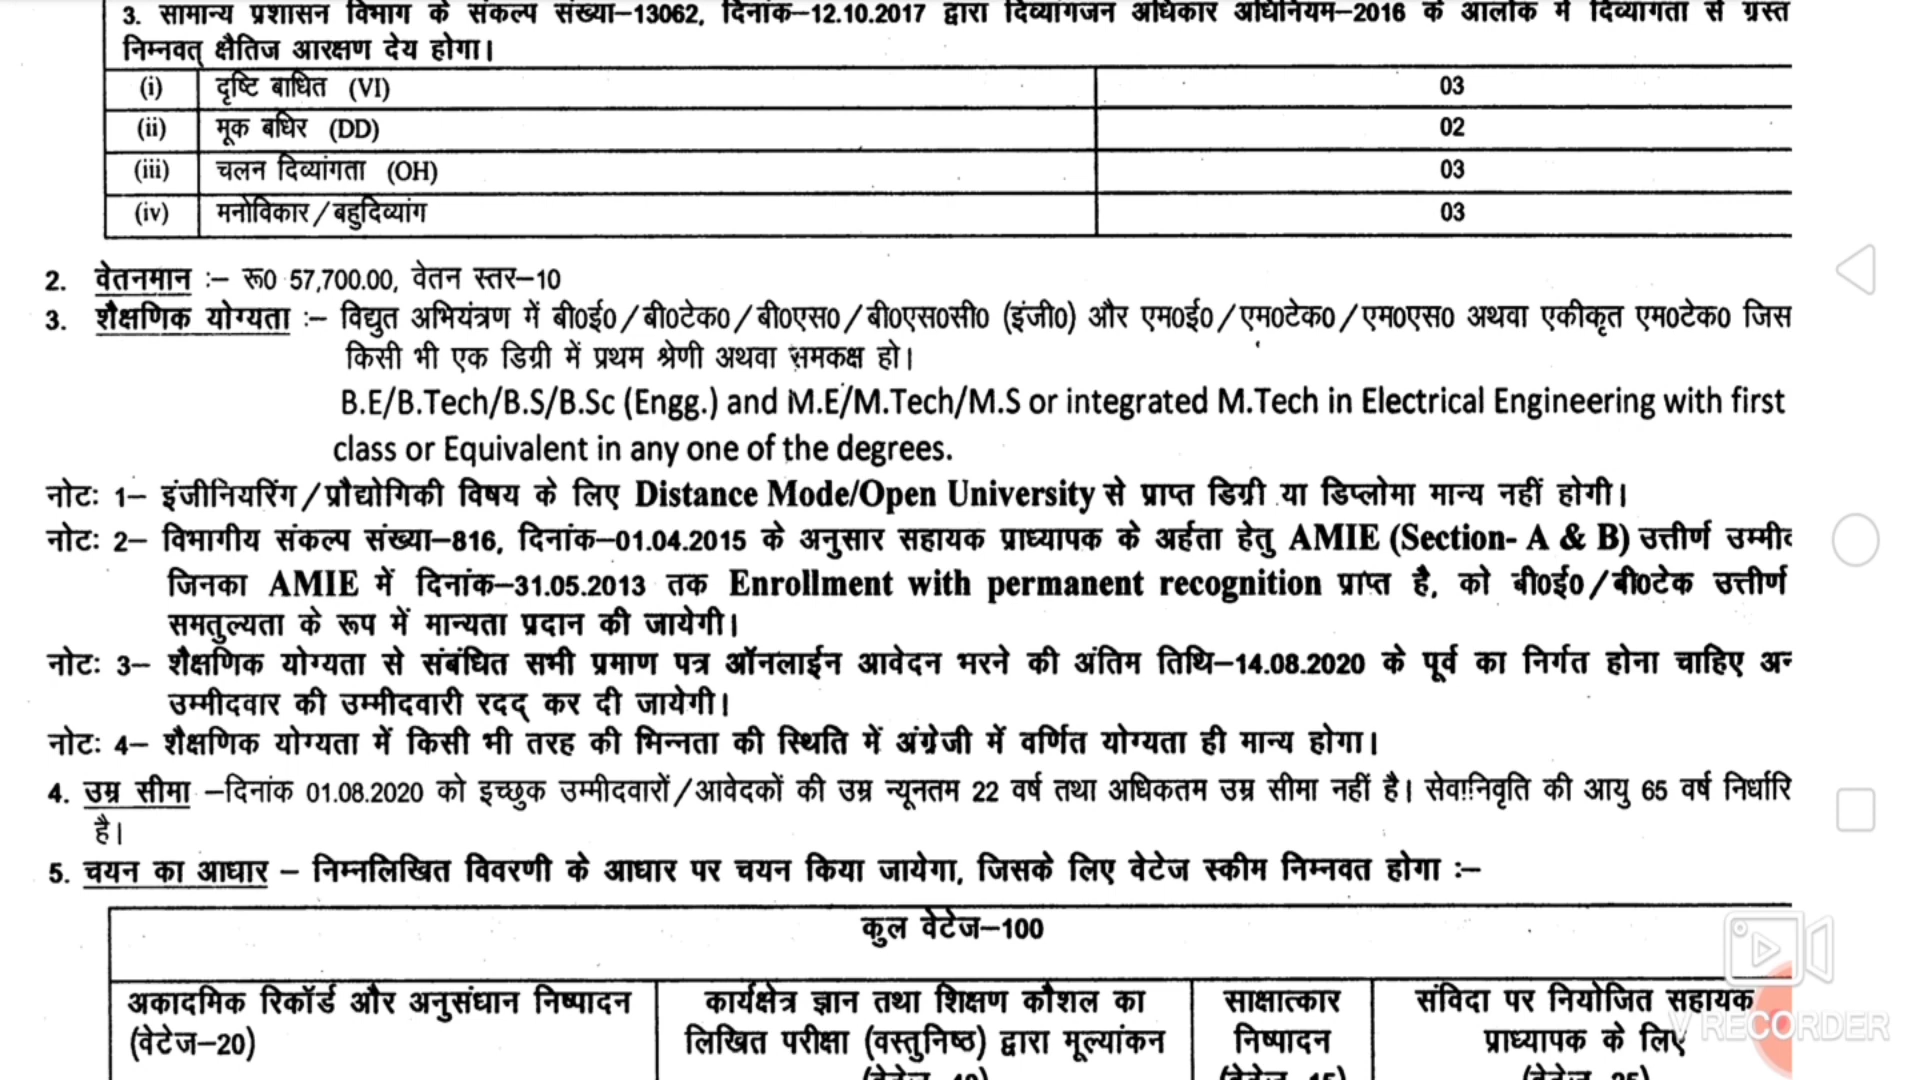 3. सामान्य प्रशासन विभाग के संकल्प संख्या–13062, दिनांक–12.10.2017 द्वारा दिव्यांगजन अधिकार अधिनियम–2016 के आलोक में दिव्यांगता से ग्रस्त
निम्नवत् क्षैतिज आरक्षण देय होगा।
(i) दृष्टि बाधित (VI) 03
(ii) मूक बधिर (DD) 02
(iii) चलन दिव्यांगता (OH) 03
(iv) मनोविकार/बहुदिव्यांग 03
2. वेतनमान :– रू0 57,700.00, वेतन स्तर–10
3. शैक्षणिक योग्यता :– विद्युत अभियंत्रण में बी0ई0/बी0टेक0/बी0एस0/बी0एस0सी0 (इंजी0) और एम0ई0/एम0टेक0/एम0एस0 अथवा एकीकृत एम0टेक0 जिस
किसी भी एक डिग्री में प्रथम श्रेणी अथवा समकक्ष हो।
B.E/B.Tech/B.S/B.Sc (Engg.) and M.E/M.Tech/M.S or integrated M.Tech in Electrical Engineering with first
class or Equivalent in any one of the degrees.
नोटः 1– इंजीनियरिंग/प्रौद्योगिकी विषय के लिए Distance Mode/Open University से प्राप्त डिग्री या डिप्लोमा मान्य नहीं होगी।
नोटः 2– विभागीय संकल्प संख्या–816, दिनांक–01.04.2015 के अनुसार सहायक प्राध्यापक के अर्हता हेतु AMIE (Section- A & B) उत्तीर्ण
जिनका AMIE में दिनांक–31.05.2013 तक Enrollment with permanent recognition प्राप्त है, को बी0ई0/बी0टेक उत्तीर्ण
समतुल्यता के रूप में मान्यता प्रदान की जायेगी।
नोटः 3– शैक्षणिक योग्यता से संबंधित सभी प्रमाण पत्र ऑनलाईन आवेदन भरने की अंतिम तिथि–14.08.2020 के पूर्व का निर्गत होना चाहिए
उम्मीदवार की उम्मीदवारी रदद् कर दी जायेगी।
नोटः 4– शैक्षणिक योग्यता में किसी भी तरह की भिन्नता की स्थिति में अंग्रेजी में वर्णित योग्यता ही मान्य होगा।
4. उम्र सीमा –दिनांक 01.08.2020 को इच्छुक उम्मीदवारों/आवेदकों की उम्र न्यूनतम 22 वर्ष तथा अधिकतम उम्र सीमा नहीं है। सेवानिवृति की आयु 65 वर्ष
है।
5. चयन का आधार – निम्नलिखित विवरणी के आधार पर चयन किया जायेगा, जिसके लिए वेटेज स्कीम निम्नवत होगा :–
कुल वेटेज–100
अकादमिक रिकॉर्ड और अनुसंधान निष्पादन कार्यक्षेत्र ज्ञान तथा शिक्षण कौशल का साक्षात्कार संविदा पर नियोजित सहायक
(वेटेज–20) लिखित परीक्षा (वस्तुनिष्ठ) द्वारा मूल्यांकन निष्पादन प्राध्यापक के लिए
V RECORDER